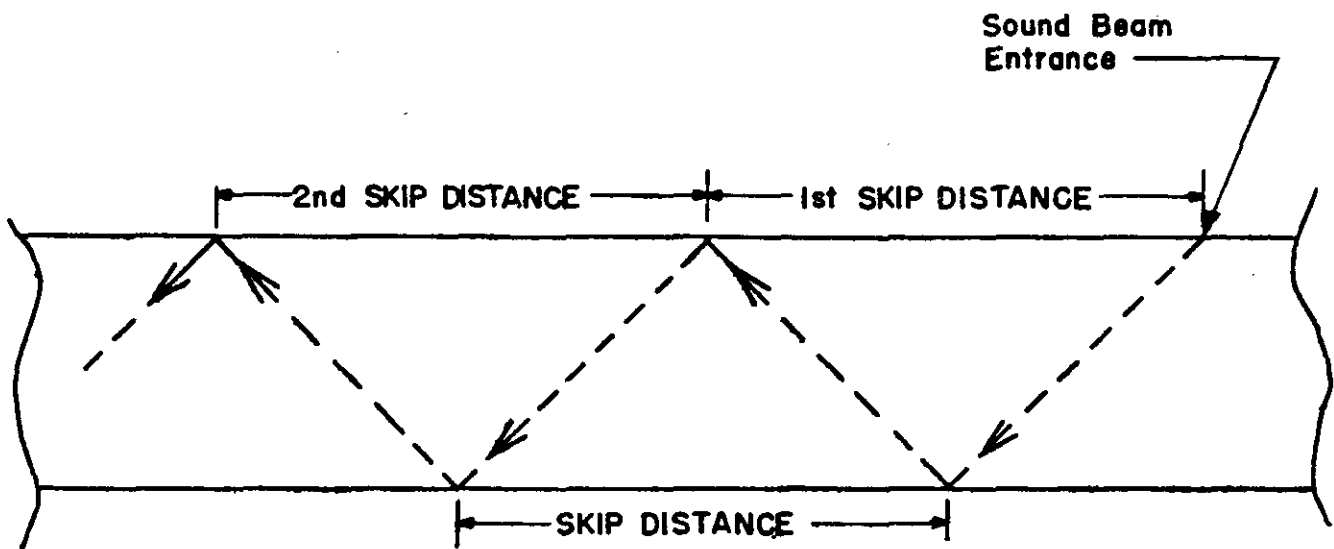 Sound Beam
Entrance
2nd SKIP DISTANCE
1st SKIP DISTANCE
SKIP DISTANCE